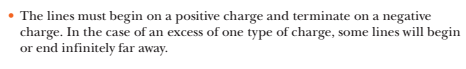 • The lines must begin on a positive charge and terminate on a negative
charge. In the case of an excess of one type of charge, some lines will begin
or end infinitely far away.